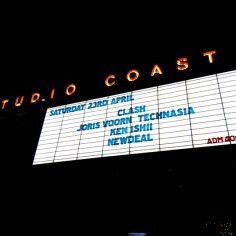 STUDIO COAST
SATURDAY 23RD. APRIL
CLASH
JORIS VOORN TECHNASIA
KEN ISHII
NEWDEAL